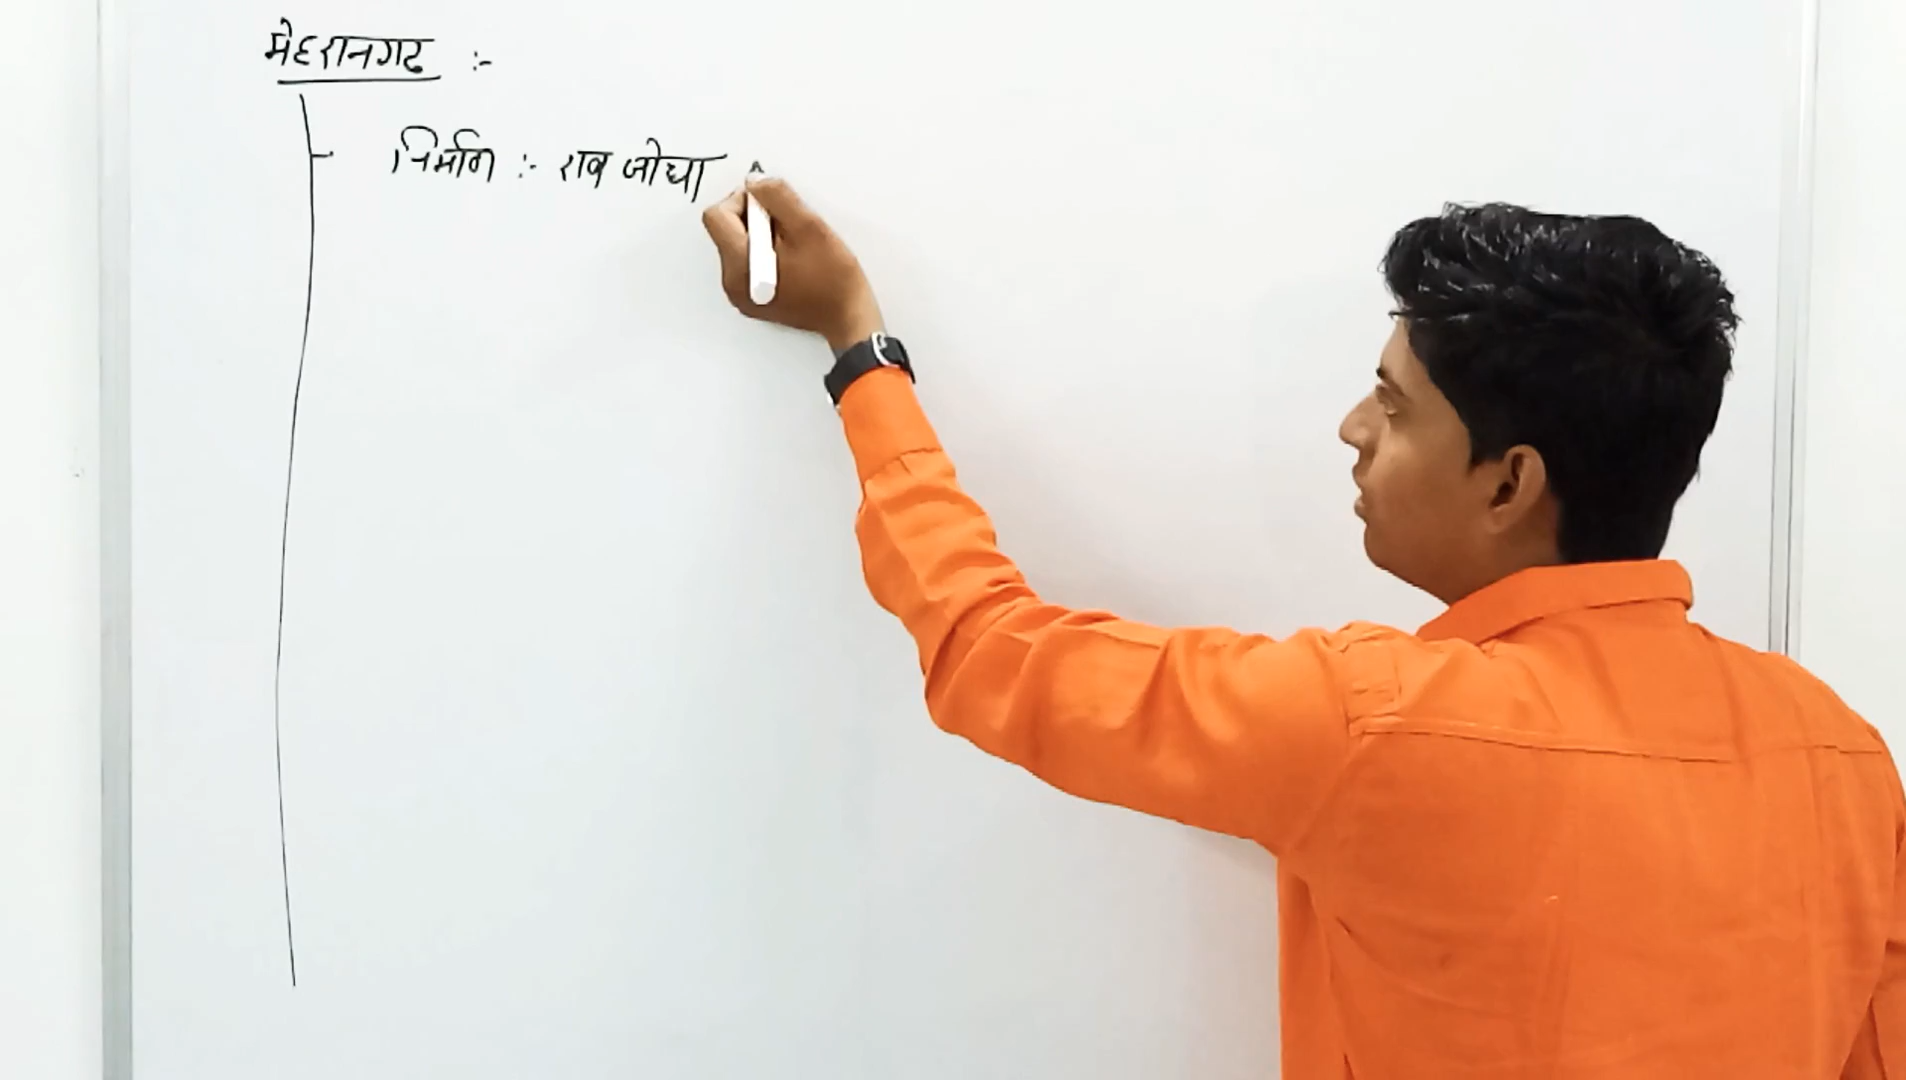 मेहरानगढ :-
निर्माण :- राव जोधा